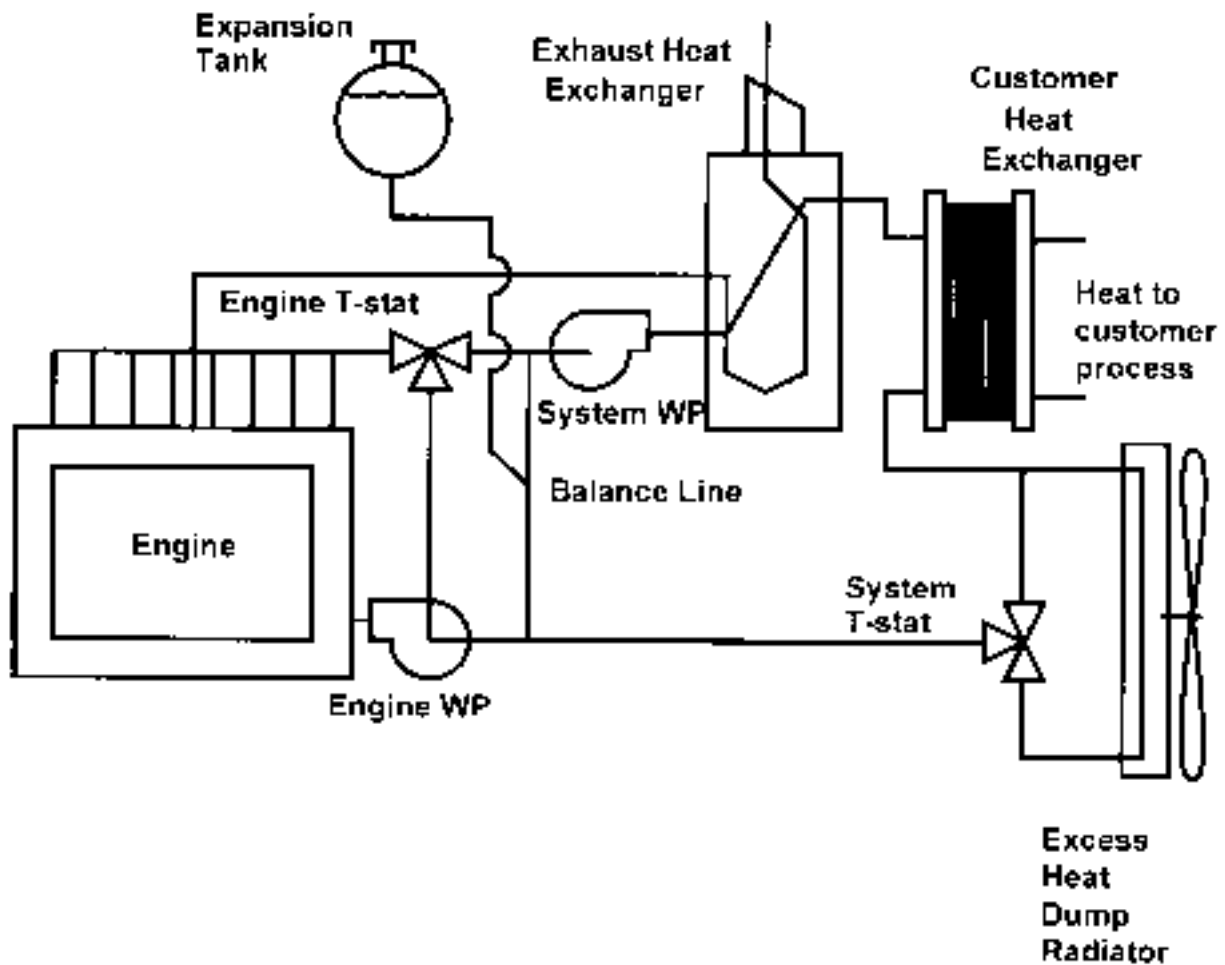 Expansion
Tank
Exhaust Heat
Exchanger
Customer
Heat
Exchanger
Engine T-stat
Heat to
customer
process
System WP
Balance Line
Engine
System
T-stat
Engine WP
Excess
Heat
Dump
Radiator